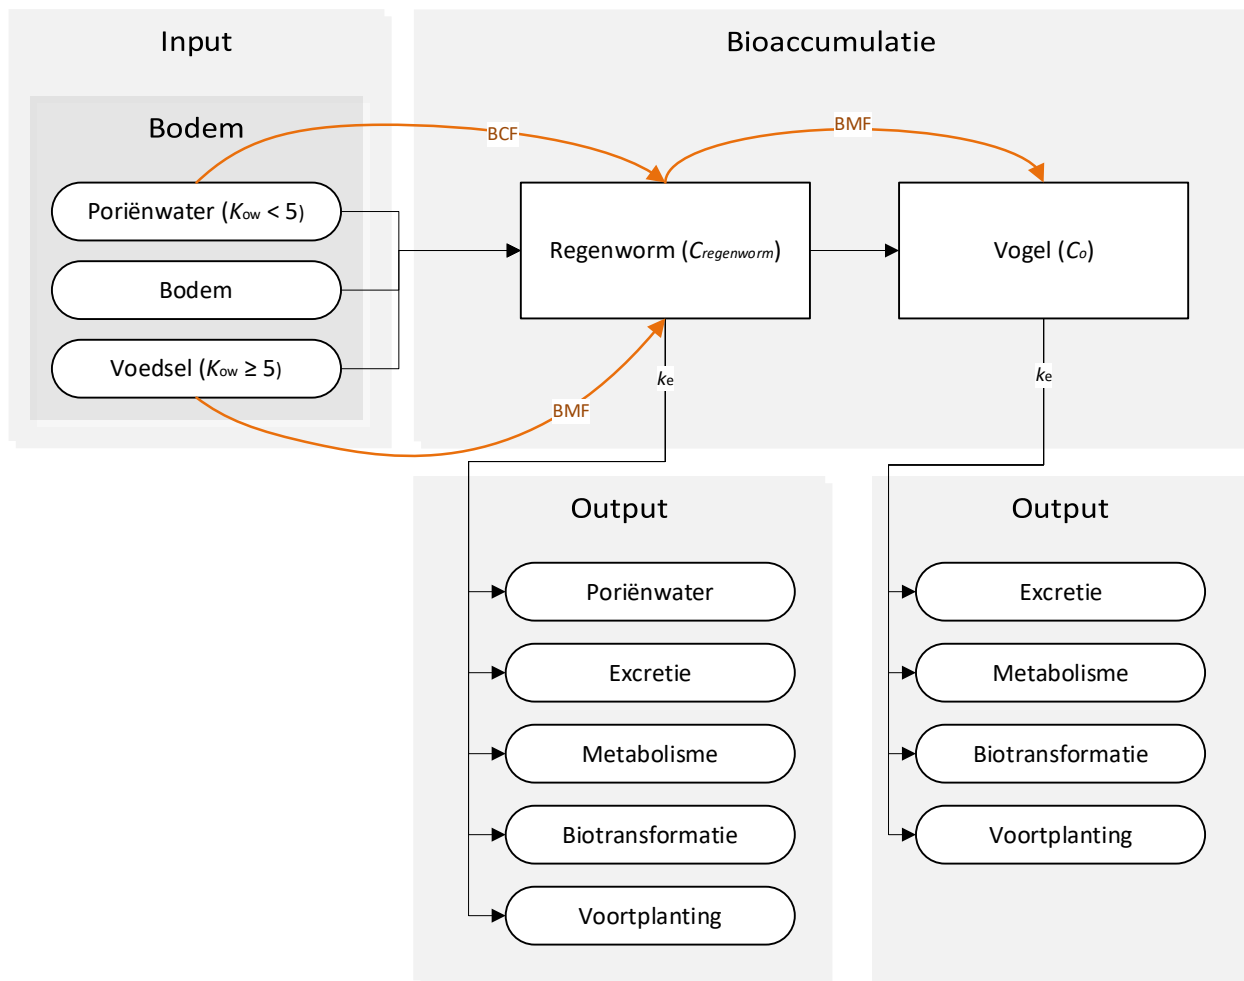 Input
Bodem
Poriënwater (Kow < 5)
Bodem
Voedsel (Kow ≥ 5)
Bioaccumulatie
BCF
BMF
Regenworm (Cregenworm)
Vogel (Co)
BMF
ke
ke
Output
Poriënwater
Excretie
Metabolisme
Biotransformatie
Voortplanting
Output
Excretie
Metabolisme
Biotransformatie
Voortplanting